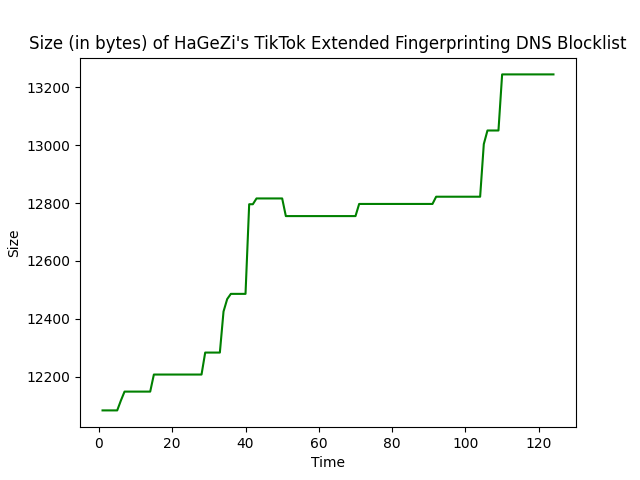 Size (in bytes) of HaGeZi's TikTok Extended Fingerprinting DNS Blocklist
13200
13000
12800
12600
12400
12200
Size
0 20 40 60 80 100 120
Time